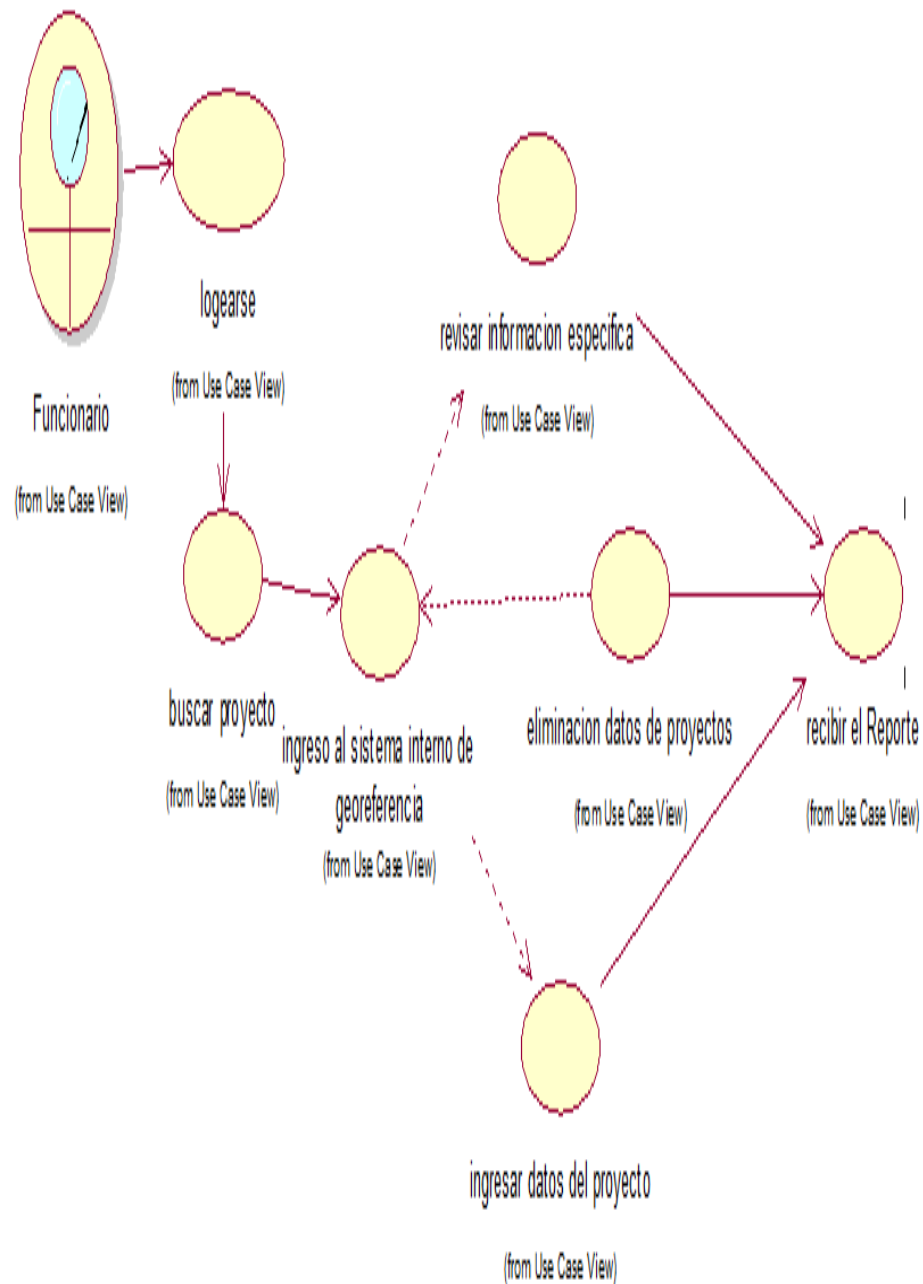 logearse
(from Use Case View)
Funcionario
(from Use Case View)
revisar informacion especifica
(from Use Case View)
buscar proyecto
(from Use Case View)
ingreso al sistema interno de
georeferencia
(from Use Case View)
eliminacion datos de proyectos
(from Use Case View)
recibir el Reporte
(from Use Case View)
ingresar datos del proyecto
(from Use Case View)